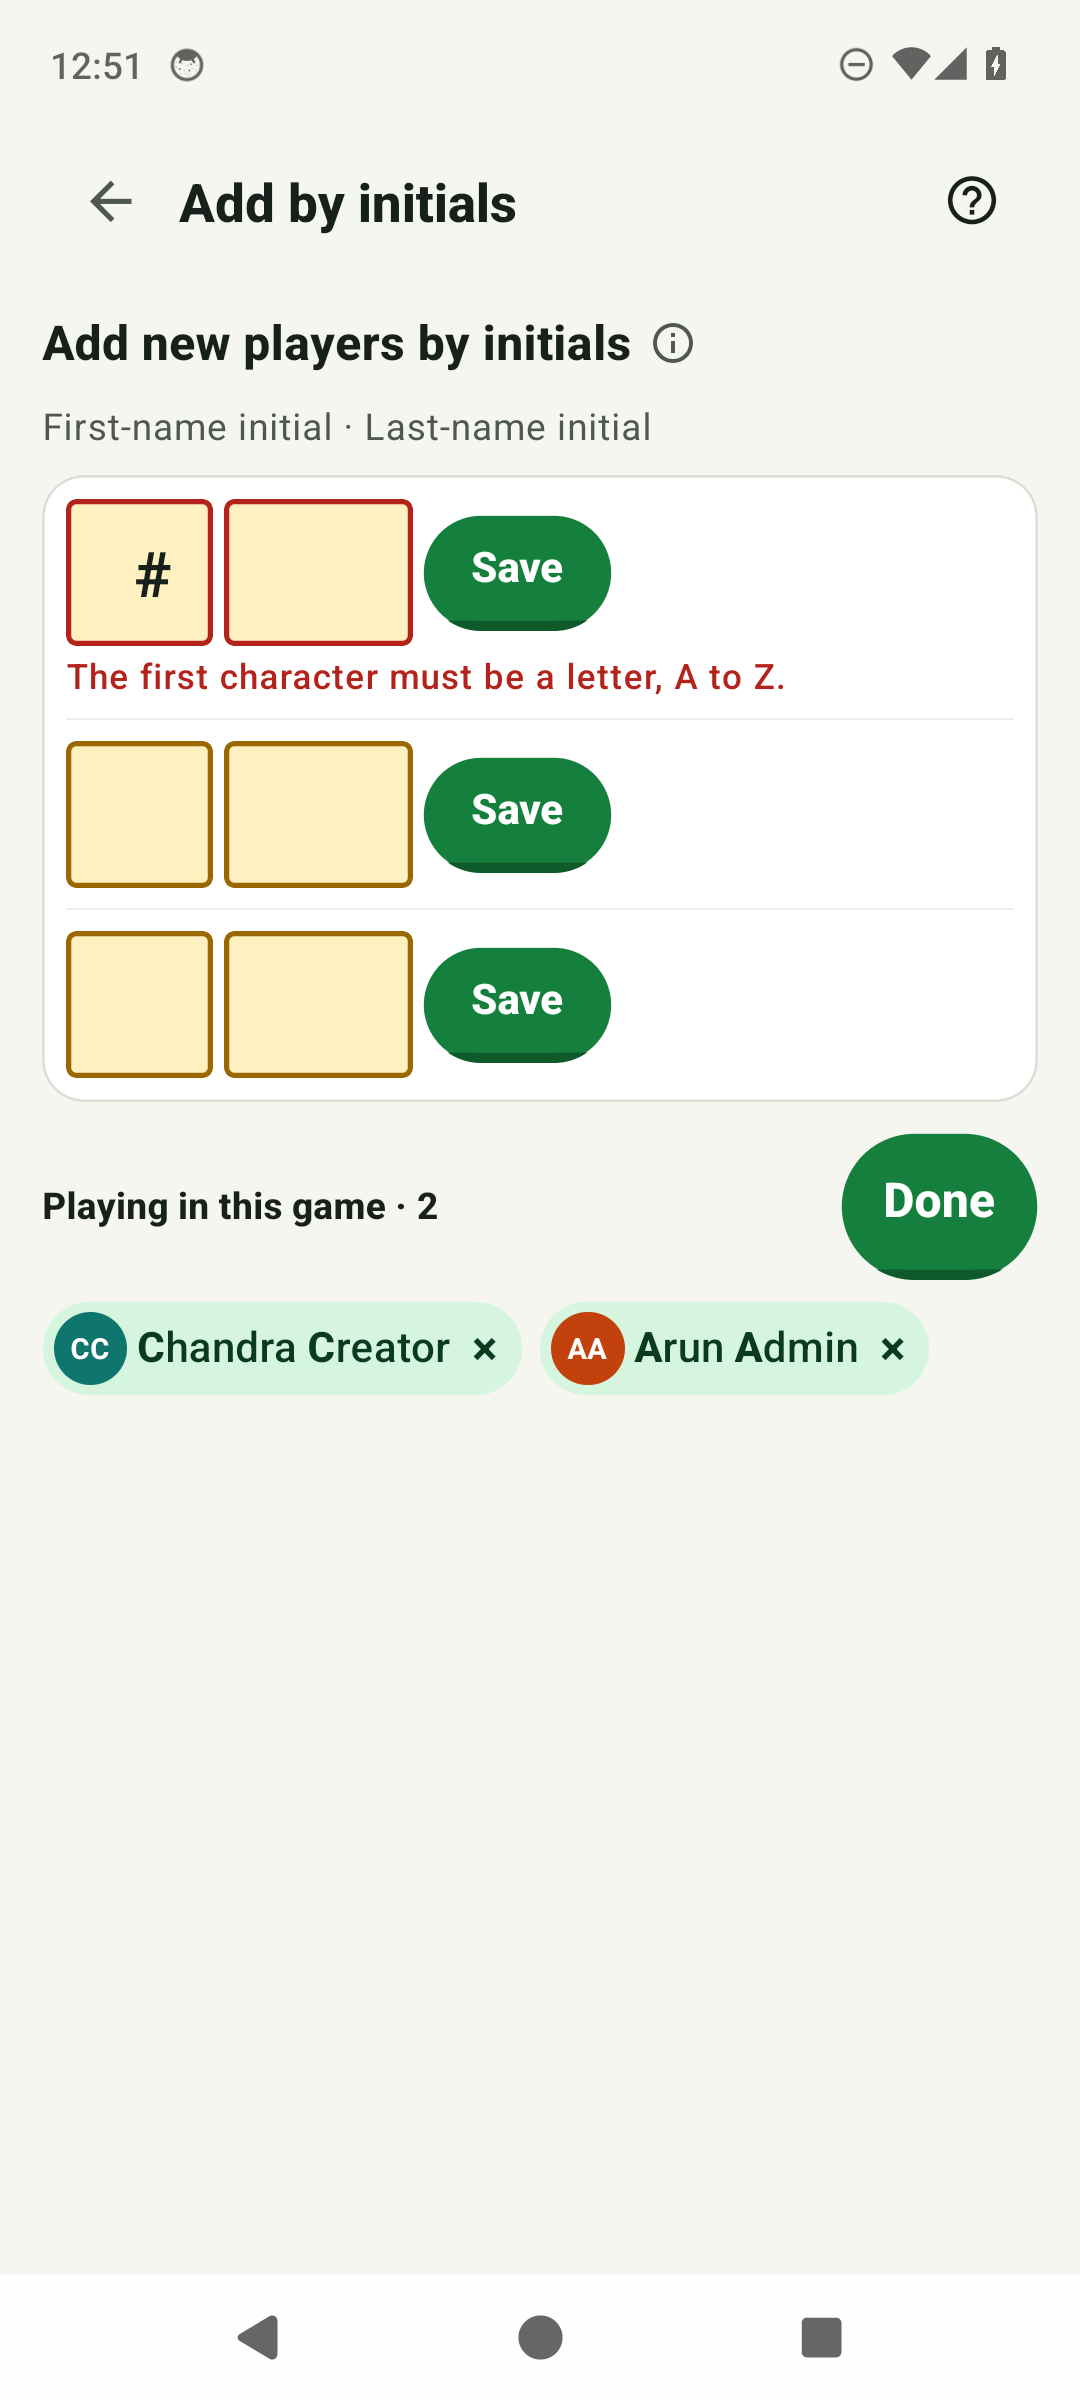 12:51
Add by initials
Add new players by initials
First-name initial · Last-name initial
# Save
The first character must be a letter, A to Z.
Save
Save
Playing in this game · 2
Done
CC Chandra Creator × AA Arun Admin ×